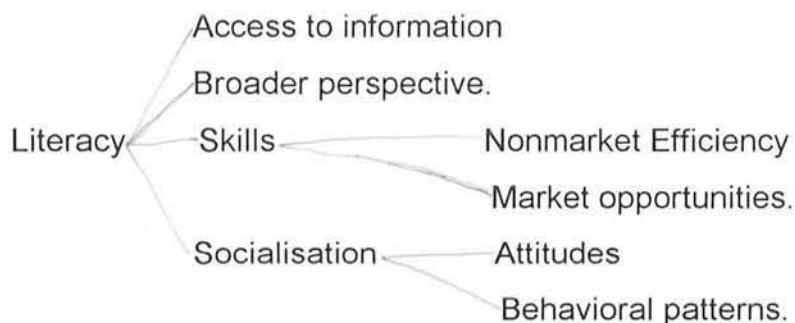 Access to information
Broader perspective.
Literacy Skills Nonmarket Efficiency
Market opportunities.
Socialisation Attitudes
Behavioral patterns.